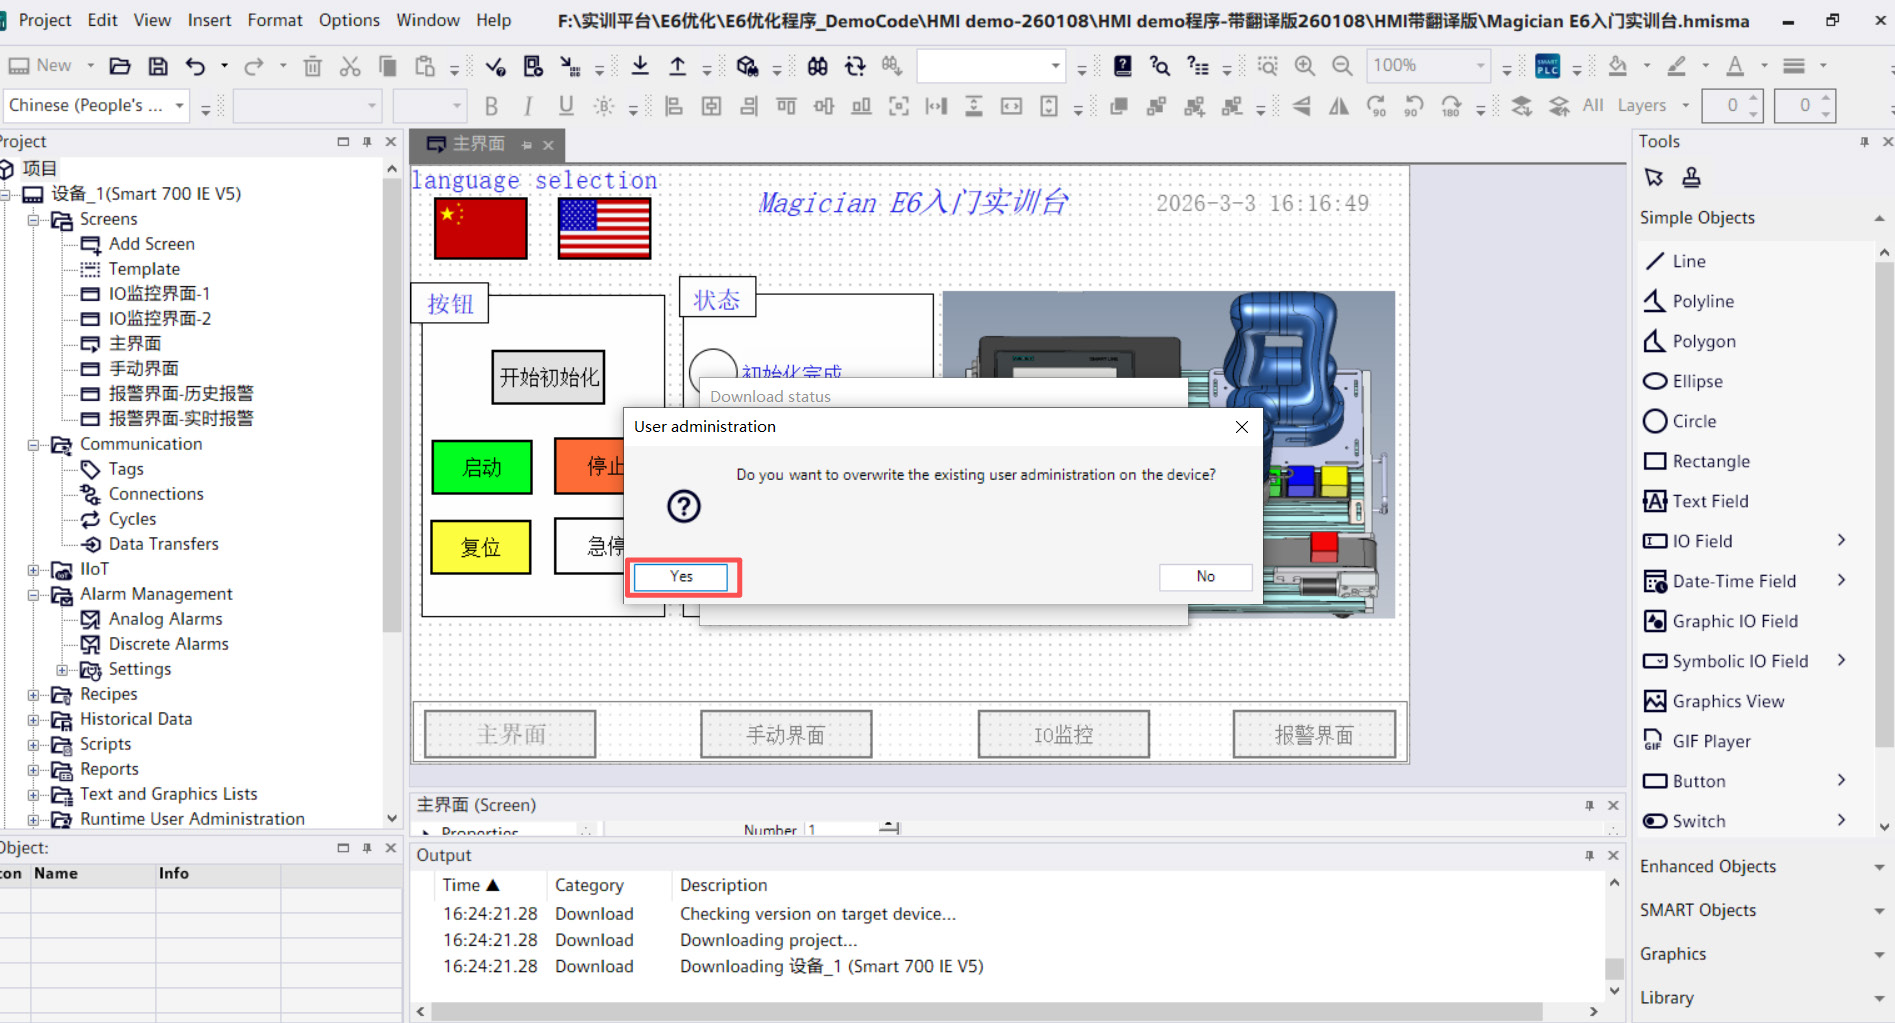 Project Edit View Insert Format Options Window Help F:\实训平台\E6优化\E6优化程序_DemoCode\HMI demo-260108\HMI demo程序-带翻译版260108\HMI带翻译版\Magician E6入门实训台.hmisma
New 100%
Chinese (People's ... B I U All Layers 0 0
Project
项目
设备_1(Smart 700 IE V5)
Screens
Add Screen
Template
IO监控界面-1
IO监控界面-2
主界面
手动界面
报警界面-历史报警
报警界面-实时报警
Communication
Tags
Connections
Cycles
Data Transfers
IIoT
Alarm Management
Analog Alarms
Discrete Alarms
Settings
Recipes
Historical Data
Scripts
Reports
Text and Graphics Lists
Runtime User Administration
Object:
Name Info
主界面
language selection
Magician E6入门实训台
2026-3-3 16:16:49
按钮
状态
开始初始化
初始化完成
启动
停止
复位
急停
Download status
User administration
Do you want to overwrite the existing user administration on the device?
Yes
No
主界面
手动界面
IO监控
报警界面
主界面 (Screen)
Properties
Number 1
Output
Time Category Description
16:24:21.28 Download Checking version on target device...
16:24:21.28 Download Downloading project...
16:24:21.28 Download Downloading 设备_1 (Smart 700 IE V5)
Tools
Simple Objects
Line
Polyline
Polygon
Ellipse
Circle
Rectangle
Text Field
IO Field
Date-Time Field
Graphic IO Field
Symbolic IO Field
Graphics View
GIF Player
Button
Switch
Enhanced Objects
SMART Objects
Graphics
Library